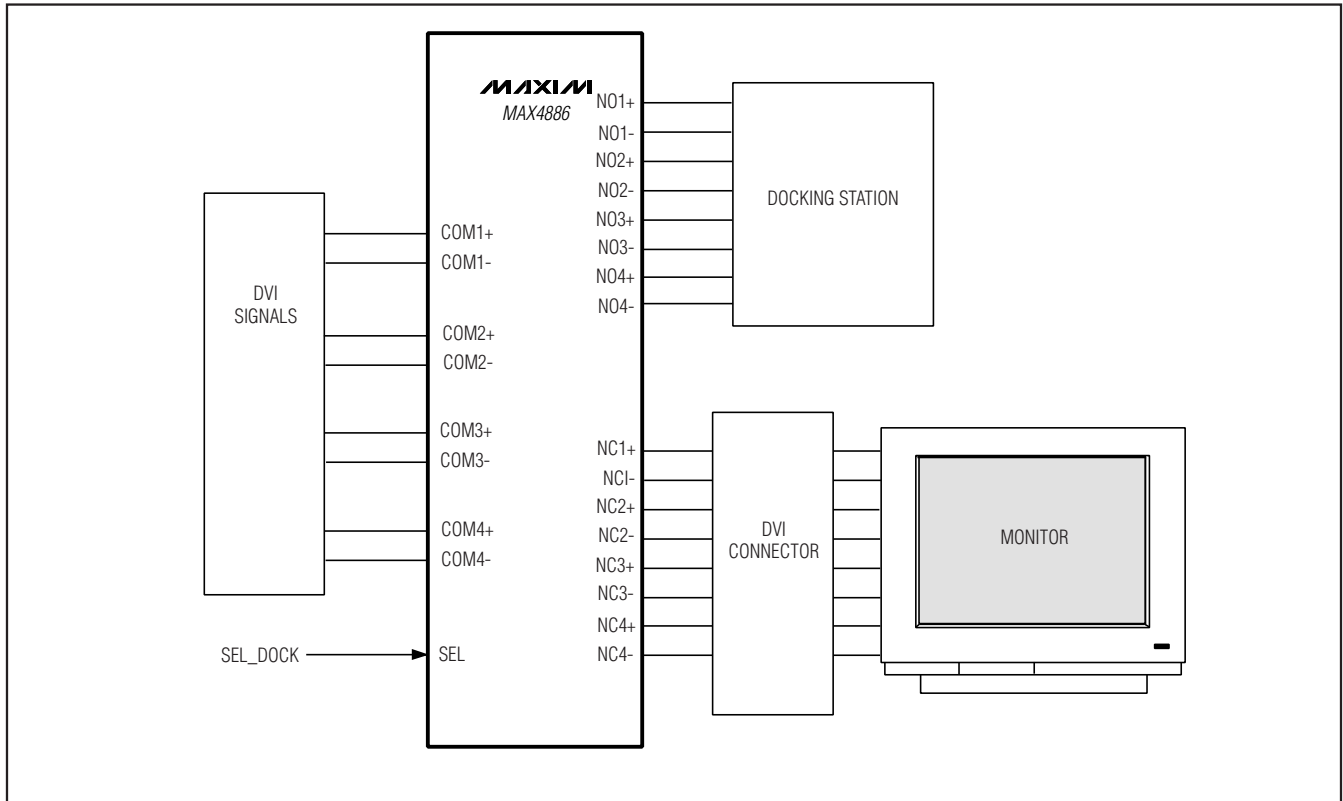 MAXIM
MAX4886
NO1+
NO1-
NO2+
NO2-
NO3+
NO3-
NO4+
NO4-
DOCKING STATION
DVI
SIGNALS
COM1+
COM1-
COM2+
COM2-
COM3+
COM3-
COM4+
COM4-
SEL_DOCK
SEL
NC1+
NCI-
NC2+
NC2-
NC3+
NC3-
NC4+
NC4-
DVI
CONNECTOR
MONITOR